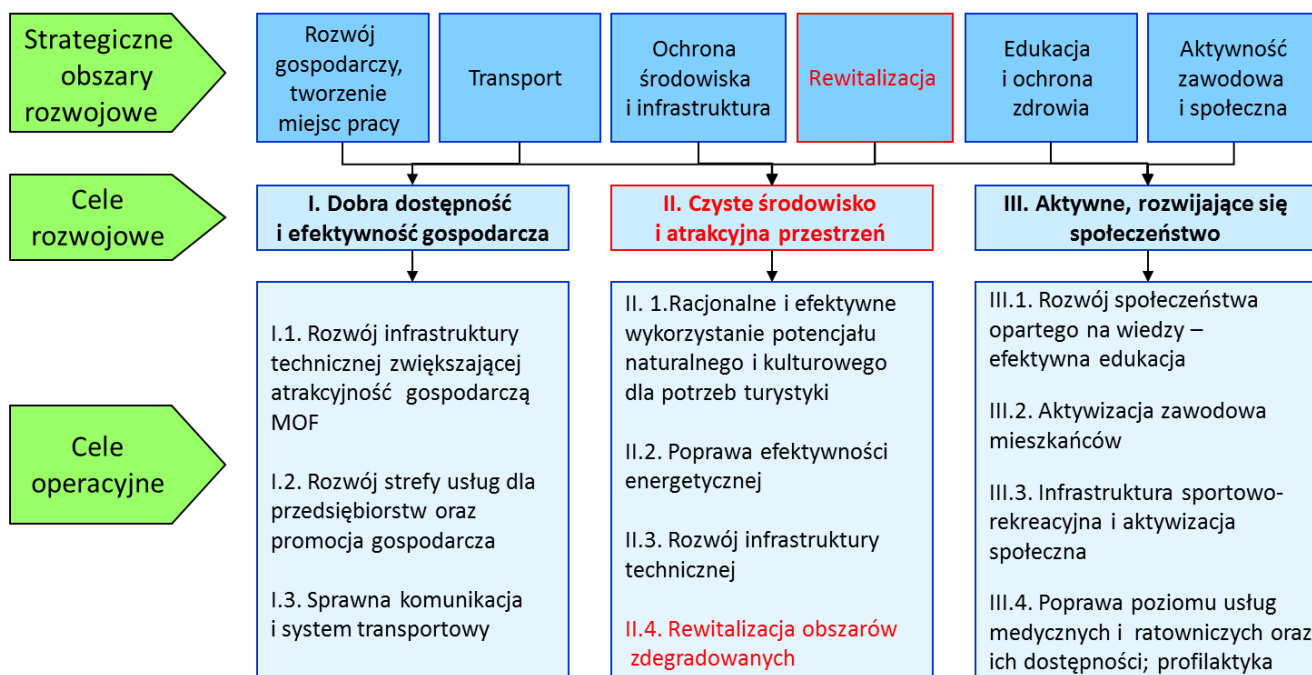 Strategiczne
obszary
rozwojowe
Rozwój
gospodarczy,
tworzenie
miejsc pracy
Transport
Ochrona
środowiska
i infrastruktura
Rewitalizacja
Edukacja
i ochrona
zdrowia
Aktywność
zawodowa
i społeczna
Cele
rozwojowe
I. Dobra dostępność
i efektywność gospodarcza
II. Czyste środowisko
i atrakcyjna przestrzeń
III. Aktywne, rozwijające się
społeczeństwo
Cele
operacyjne
I.1. Rozwój infrastruktury
technicznej zwiększającej
atrakcyjność gospodarczą
MOF
I.2. Rozwój strefy usług dla
przedsiębiorstw oraz
promocja gospodarcza
I.3. Sprawna komunikacja
i system transportowy
II. 1.Racjonalne i efektywne
wykorzystanie potencjału
naturalnego i kulturowego
dla potrzeb turystyki
II.2. Poprawa efektywności
energetycznej
II.3. Rozwój infrastruktury
technicznej
II.4. Rewitalizacja obszarów
zdegradowanych
III.1. Rozwój społeczeństwa
opartego na wiedzy –
efektywna edukacja
III.2. Aktywizacja zawodowa
mieszkańców
III.3. Infrastruktura sportowo-
rekreacyjna i aktywizacja
społeczna
III.4. Poprawa poziomu usług
medycznych i ratowniczych oraz
ich dostępności; profilaktyka